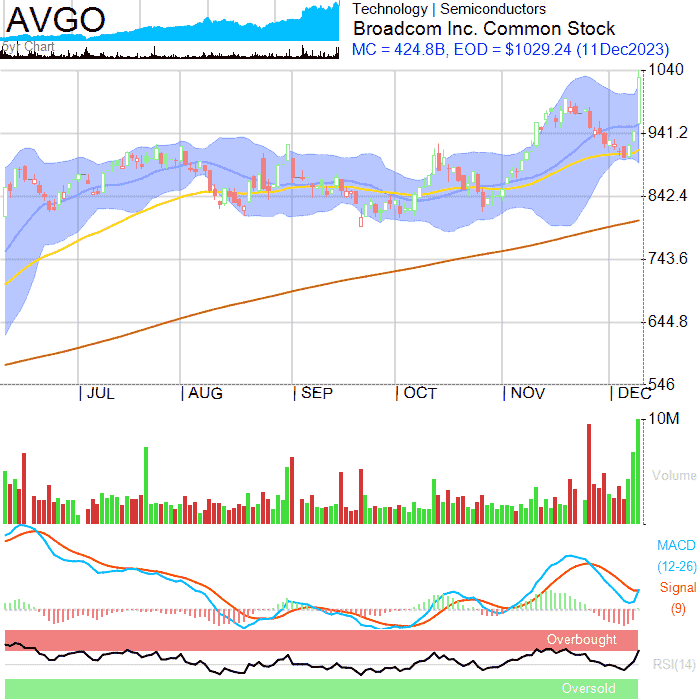 AVGO
by: Chart
Technology | Semiconductors
Broadcom Inc. Common Stock
MC = 424.8B, EOD = $1029.24 (11Dec2023)
1040
941.2
842.4
743.6
644.8
546
JUL
AUG
SEP
OCT
NOV
DEC
10M
Volume
MACD
(12-26)
Signal
(9)
Overbought
RSI(14)
Oversold